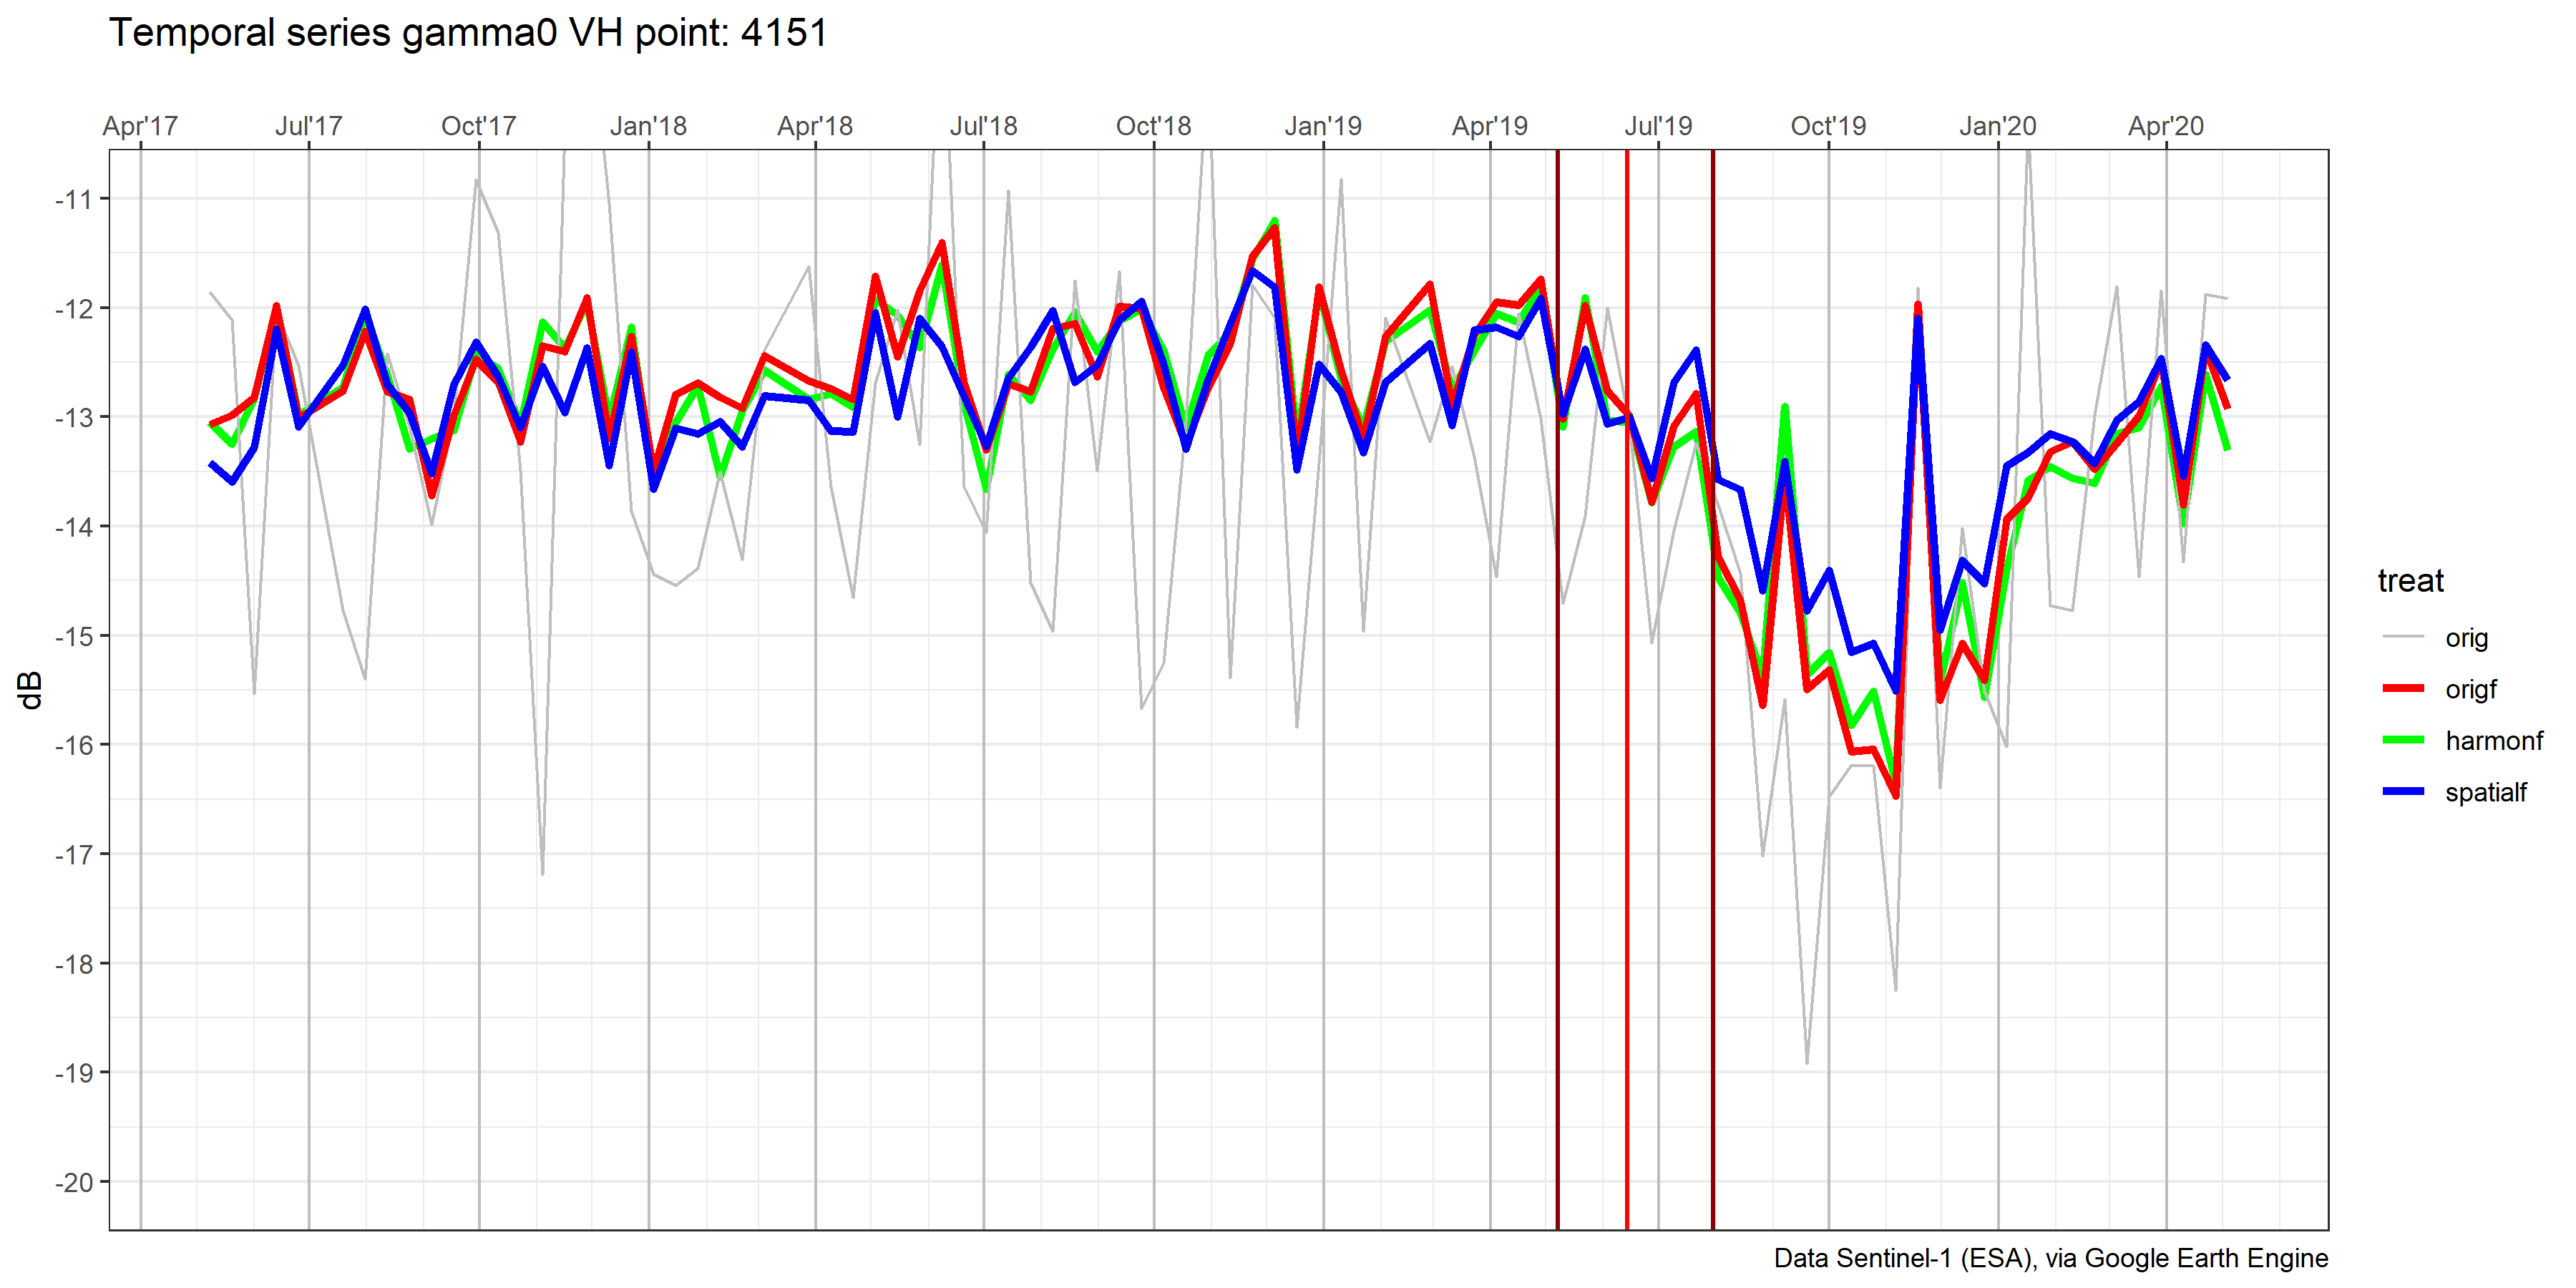 Temporal series gamma0 VH point: 4151
Apr'17 Jul'17 Oct'17 Jan'18 Apr'18 Jul'18 Oct'18 Jan'19 Apr'19 Jul'19 Oct'19 Jan'20 Apr'20
-11
-12
-13
-14
-15
-16
-17
-18
-19
-20
dB
treat
orig
origf
harmonf
spatialf
Data Sentinel-1 (ESA), via Google Earth Engine